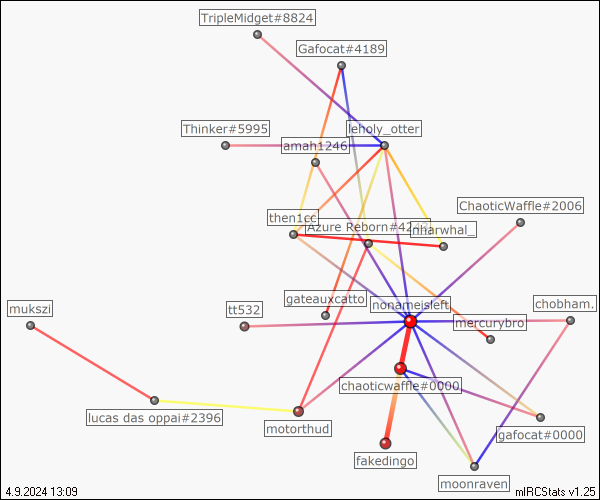 TripleMidget#8824
Gafocat#4189
Thinker#5995
leholy_otter
amah1246
ChaoticWaffle#2006
then1cc
Azure Reborn#4242
nharwhal_
gateauxcatto
nonameisleft
chobham.
mukszi
tt532
mercurybro
chaoticwaffle#0000
lucas das oppai#2396
motorthud
gafocat#0000
fakedingo
moonraven
4.9.2024 13:09
mIRCStats v1.25